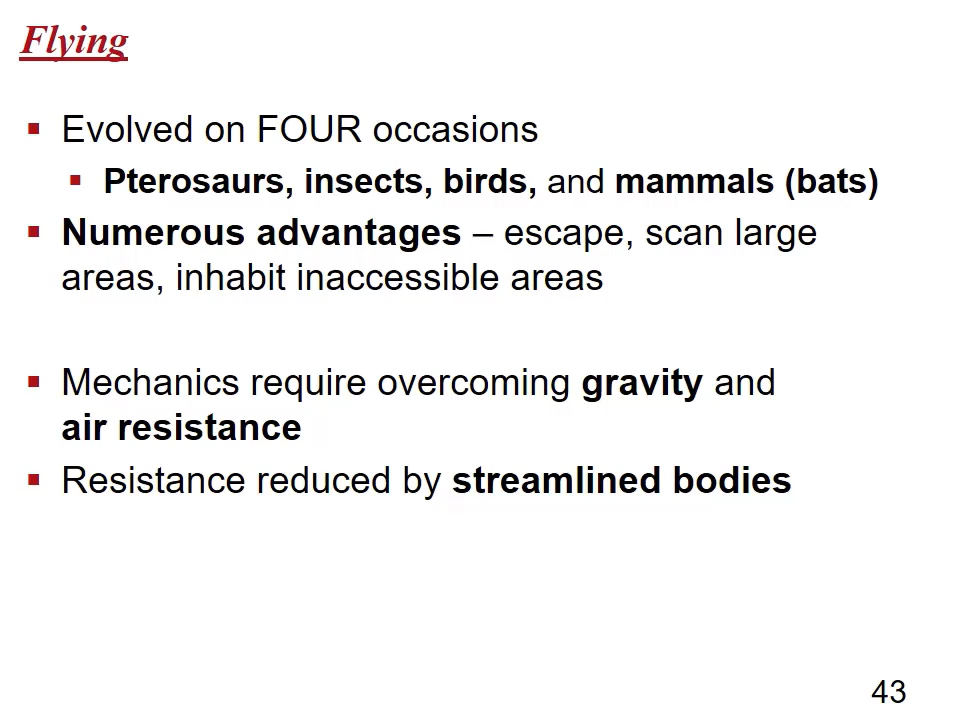 Flying
▪ Evolved on FOUR occasions
▪ Pterosaurs, insects, birds, and mammals (bats)
▪ Numerous advantages – escape, scan large
areas, inhabit inaccessible areas
▪ Mechanics require overcoming gravity and
air resistance
▪ Resistance reduced by streamlined bodies
43